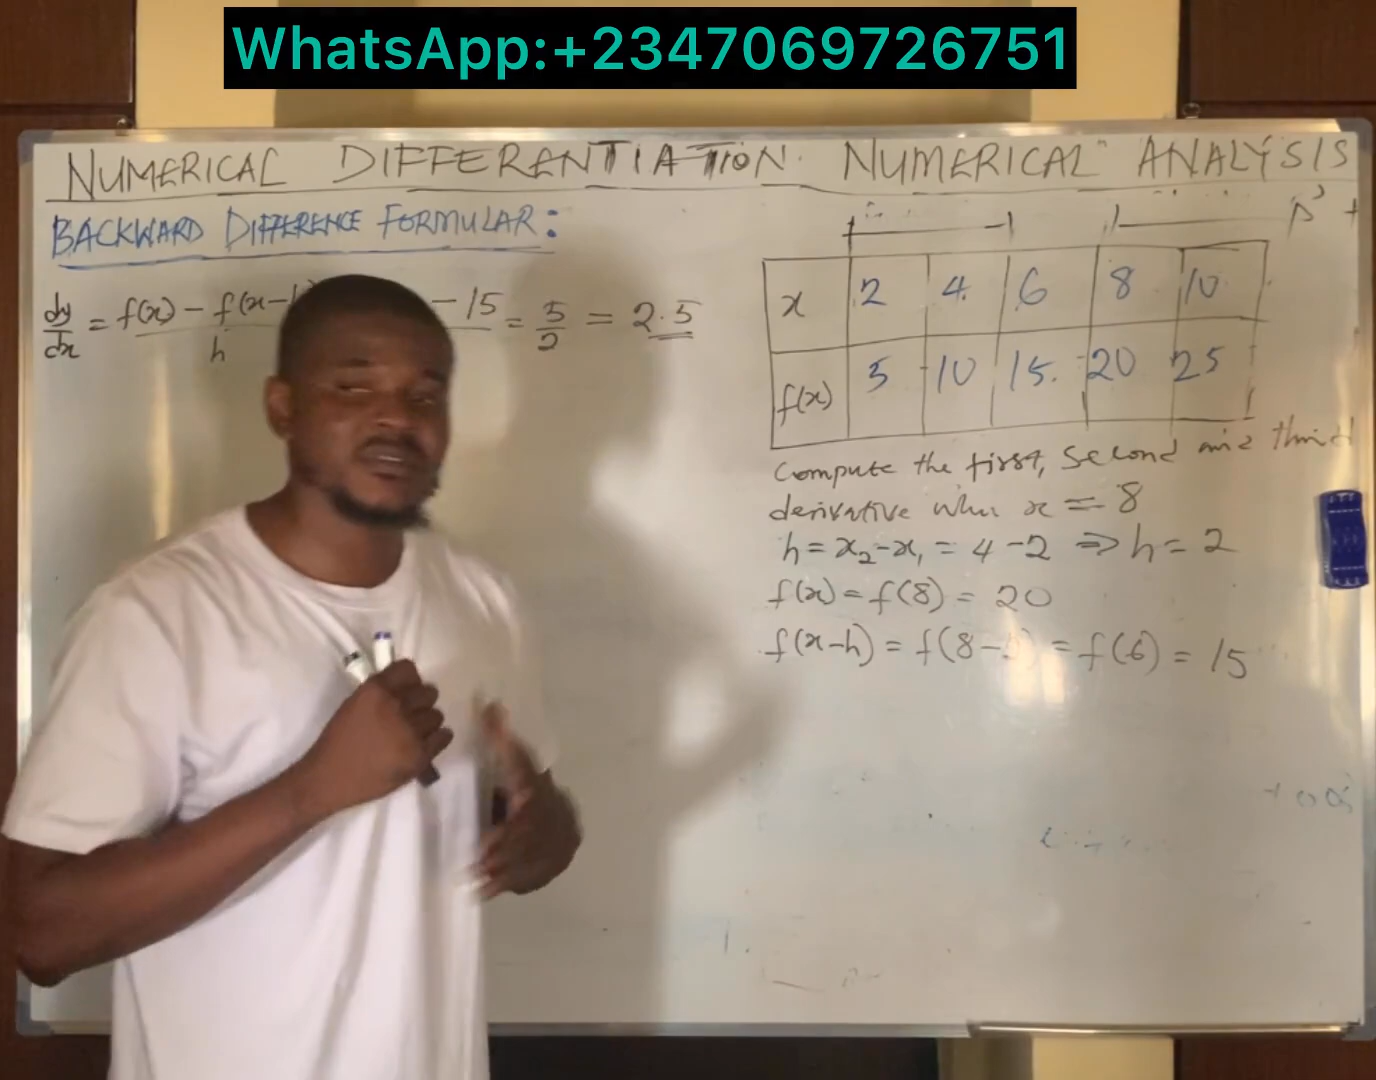 WhatsApp:+2347069726751
NUMERICAL DIFFERENTIATION. NUMERICAL ANALYSIS
BACKWARD DIFFERENCE FORMULAR:
dy/dx = f(x) - f(x-h / h - 15 = 5/2 = 2.5
x 2 4 6 8 10
f(x) 5 10 15 20 25
Compute the first, second and third
derivative when x = 8
h = x₂-x₁ = 4-2 => h = 2
f(x) = f(8) = 20
f(x-h) = f(8- ) = f(6) = 15